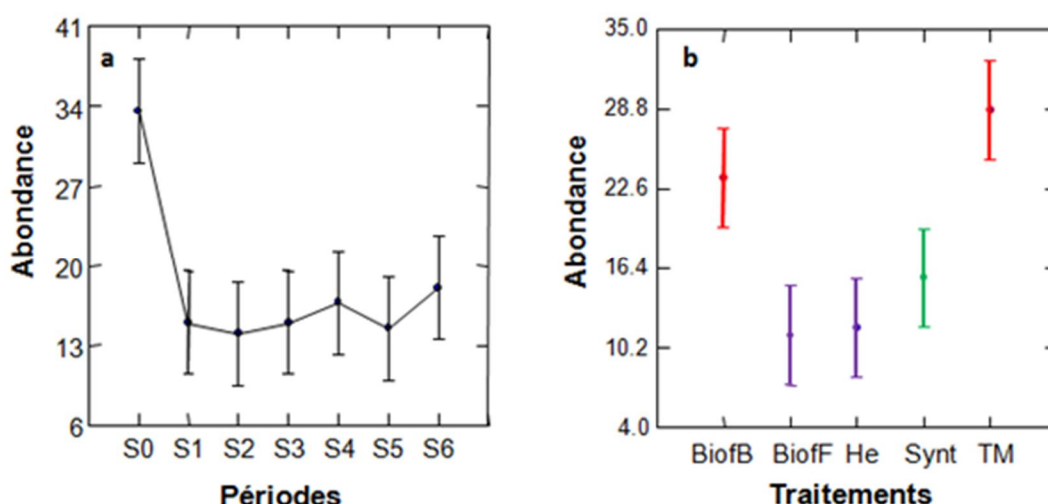 a
Abondance
41
34
27
20
13
6
S0 S1 S2 S3 S4 S5 S6
Périodes
b
Abondance
35.0
28.8
22.6
16.4
10.2
4.0
BiofB BiofF He Synt TM
Traitements